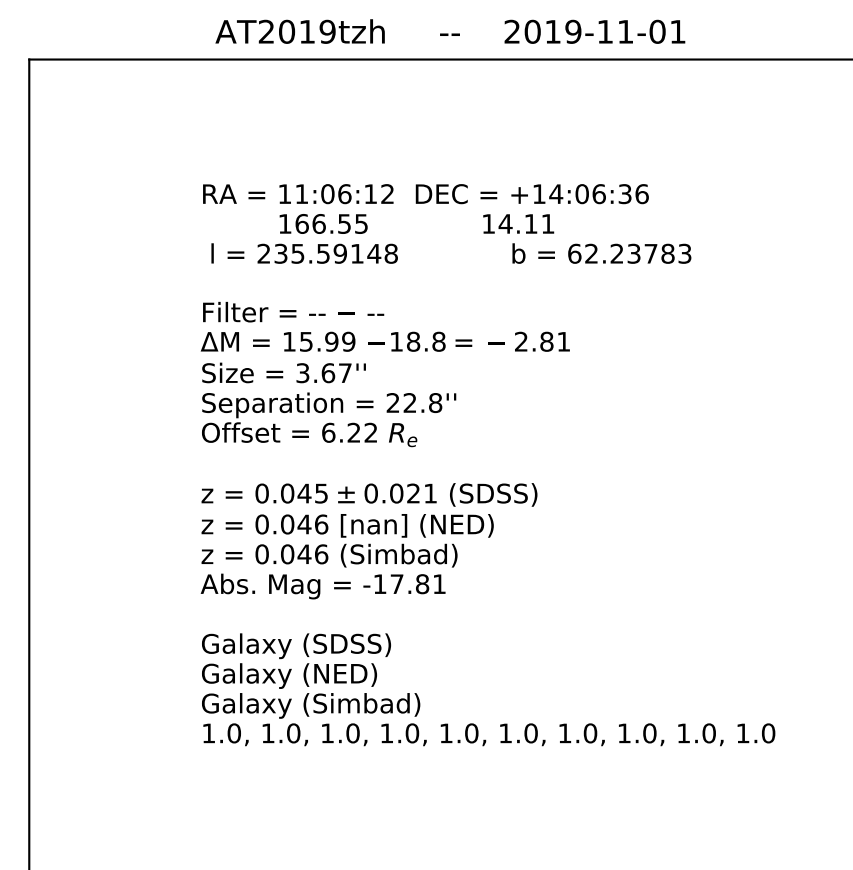 AT2019tzh -- 2019-11-01
RA = 11:06:12 DEC = +14:06:36
166.55 14.11
l = 235.59148 b = 62.23783
Filter = -- − --
ΔM = 15.99 −18.8 = − 2.81
Size = 3.67''
Separation = 22.8''
Offset = 6.22 Rₑ
z = 0.045 ± 0.021 (SDSS)
z = 0.046 [nan] (NED)
z = 0.046 (Simbad)
Abs. Mag = -17.81
Galaxy (SDSS)
Galaxy (NED)
Galaxy (Simbad)
1.0, 1.0, 1.0, 1.0, 1.0, 1.0, 1.0, 1.0, 1.0, 1.0